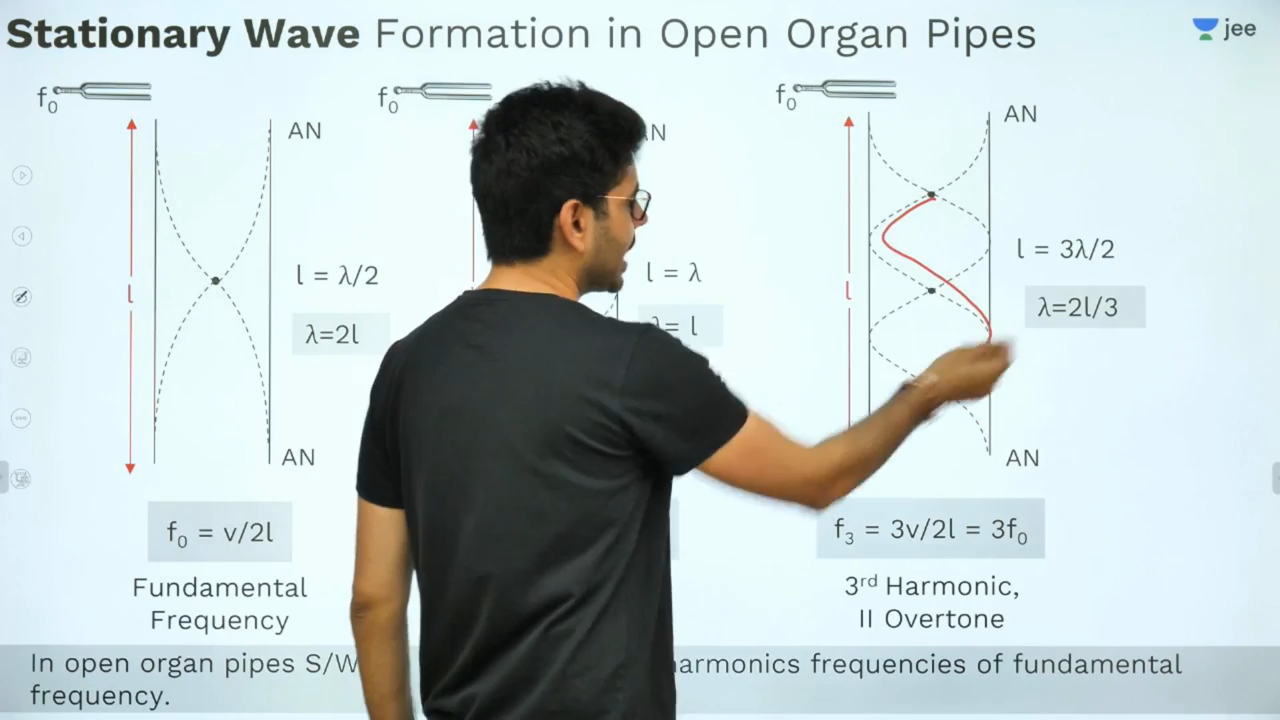 Stationary Wave Formation in Open Organ Pipes
jee
f₀
f₀
f₀
AN
AN
l
l = λ/2
l = λ
l
l = 3λ/2
λ=2l
= l
λ=2l/3
AN
AN
f₀ = v/2l
f₃ = 3v/2l = 3f₀
Fundamental
Frequency
3ʳᵈ Harmonic,
II Overtone
In open organ pipes S/W frequencies of fundamental
frequency.